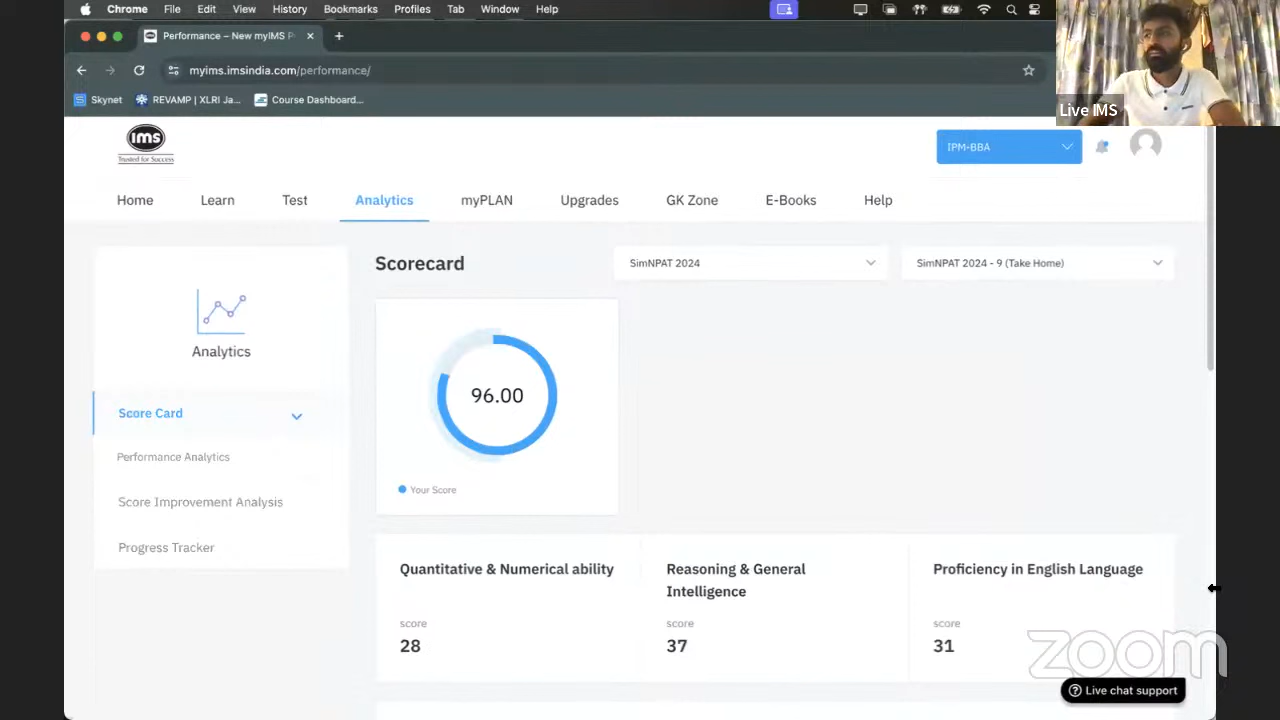 Chrome File Edit View History Bookmarks Profiles Tab Window Help
Performance – New myIMS P
myims.imsindia.com/performance/
Skynet REVAMP | XLRI Ja... Course Dashboard...
Live IMS
ims
Trusted for Success
IPM-BBA
Home Learn Test Analytics myPLAN Upgrades GK Zone E-Books Help
Scorecard
SimNPAT 2024
SimNPAT 2024 - 9 (Take Home)
Analytics
Score Card
Performance Analytics
Score Improvement Analysis
Progress Tracker
96.00
Your Score
Quantitative & Numerical ability
score
28
Reasoning & General
Intelligence
score
37
Proficiency in English Language
score
31
zoom
Live chat support